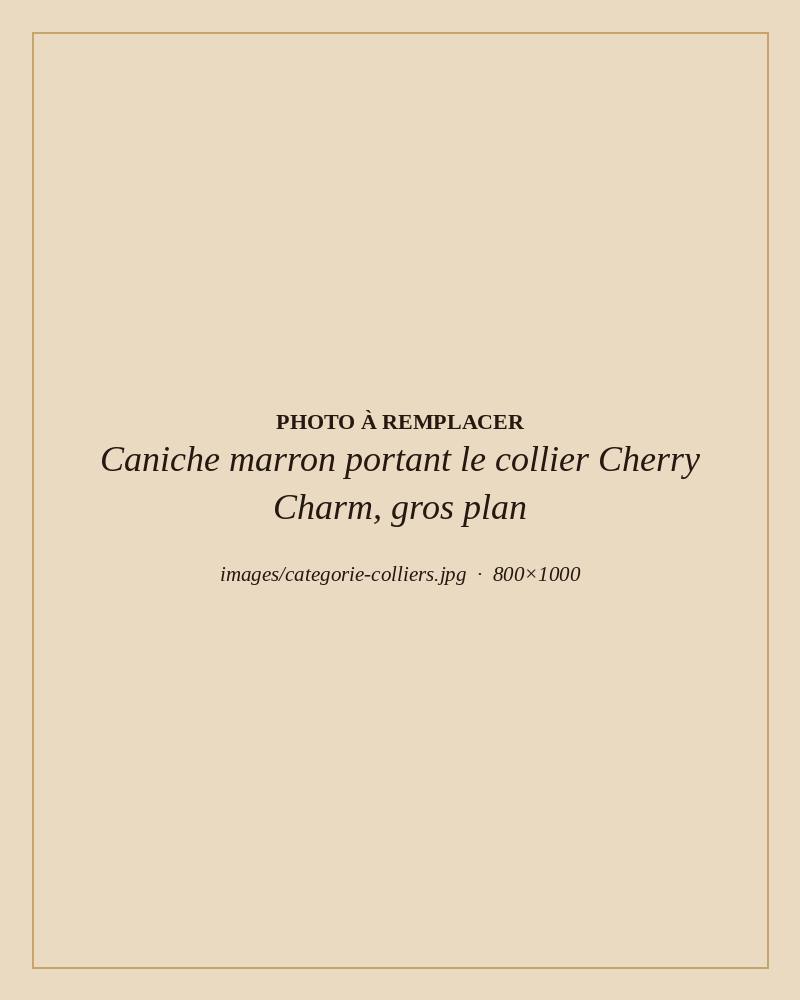 PHOTO À REMPLACER
Caniche marron portant le collier Cherry
Charm, gros plan
images/categorie-colliers.jpg · 800×1000